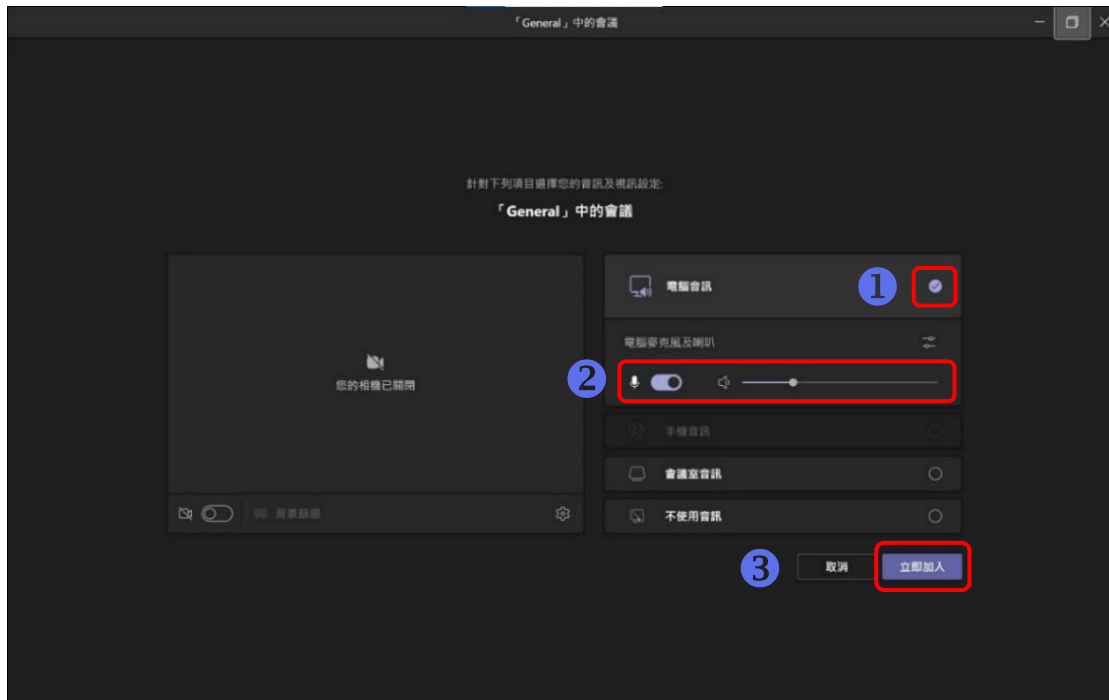 「General」中的會議
針對下列項目選擇您的音訊及視訊設定:
「General」中的會議
您的相機已關閉
背景篩選
電腦音訊
1
電腦麥克風及喇叭
2
手機音訊
會議室音訊
不使用音訊
3
取消
立即加入